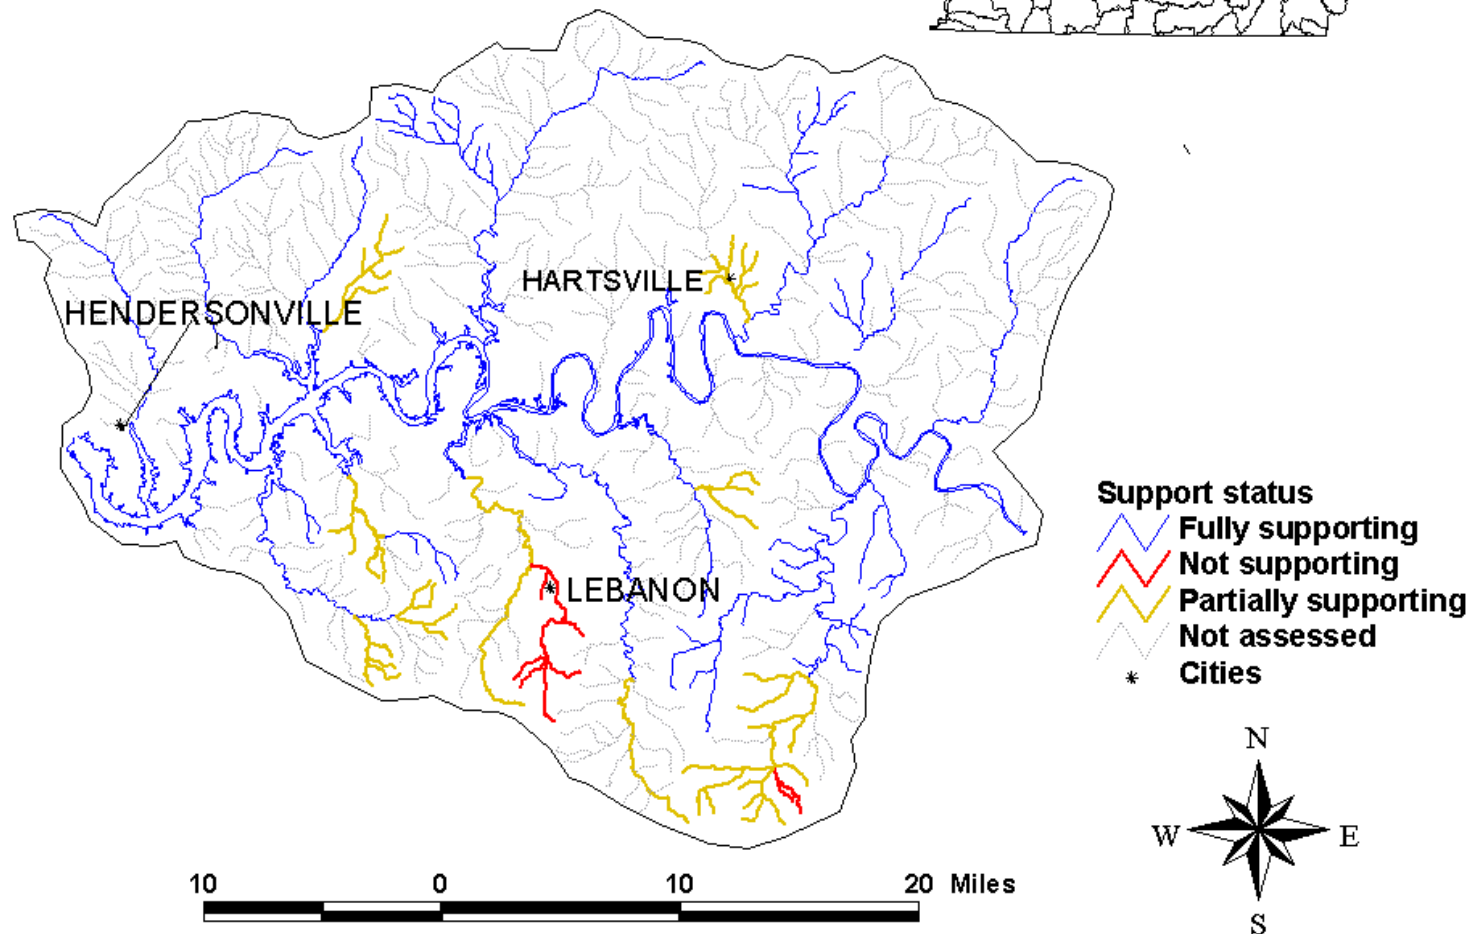 HARTSVILLE
HENDERSONVILLE
LEBANON
Support status
Fully supporting
Not supporting
Partially supporting
Not assessed
Cities
N
W
E
S
10 0 10 20 Miles